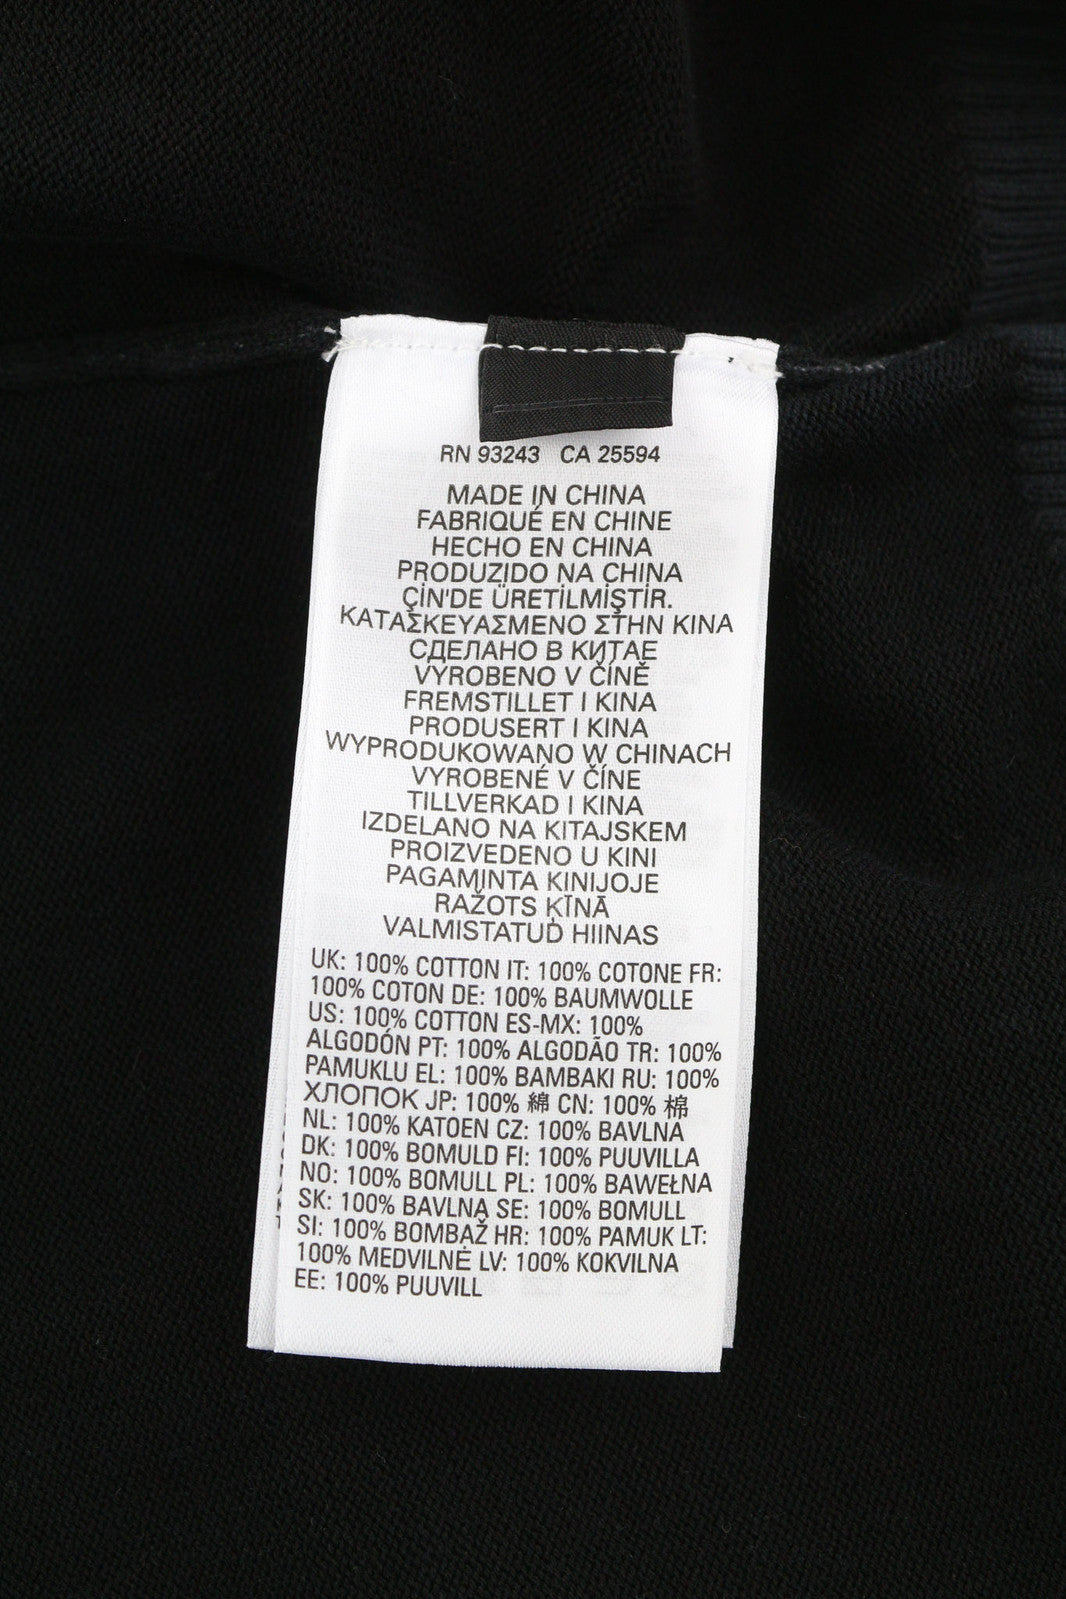 RN 93243 CA 25594
MADE IN CHINA
FABRIQUÉ EN CHINE
HECHO EN CHINA
PRODUZIDO NA CHINA
ÇİN'DE ÜRETİLMİŞTİR.
ΚΑΤΑΣΚΕΥΑΣΜΕΝΟ ΣΤΗΝ ΚΙΝΑ
СДЕЛАНО В КИТАЕ
VYROBENO V ČÍNĚ
FREMSTILLET I KINA
PRODUSERT I KINA
WYPRODUKOWANO W CHINACH
VYROBENÉ V ČÍNE
TILLVERKAD I KINA
IZDELANO NA KITAJSKEM
PROIZVEDENO U KINI
PAGAMINTA KINIJOJE
RAŽOTS ĶĪNĀ
VALMISTATUD HIINAS
UK: 100% COTTON IT: 100% COTONE FR:
100% COTON DE: 100% BAUMWOLLE
US: 100% COTTON ES-MX: 100%
ALGODÓN PT: 100% ALGODÃO TR: 100%
PAMUKLU EL: 100% ΒΑΜΒΑΚΙ RU: 100%
ХЛОПОК JP: 100% 綿 CN: 100% 棉
NL: 100% KATOEN CZ: 100% BAVLNA
DK: 100% BOMULD FI: 100% PUUVILLA
NO: 100% BOMULL PL: 100% BAWEŁNA
SK: 100% BAVLNA SE: 100% BOMULL
SI: 100% BOMBAŽ HR: 100% PAMUK LT:
100% MEDVILNĖ LV: 100% KOKVILNA
EE: 100% PUUVILL